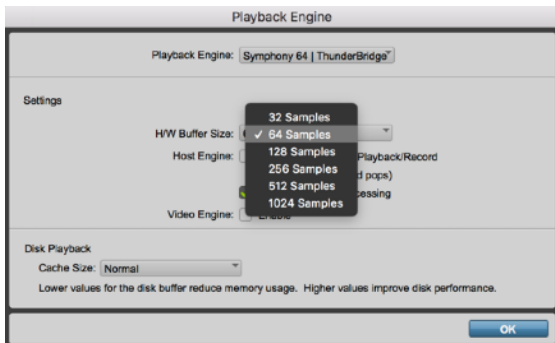 Playback Engine
Playback Engine: Symphony 64 | ThunderBridge
Settings
32 Samples
H/W Buffer Size: ✓ 64 Samples
128 Samples
Host Engine: Playback/Record
256 Samples
d pops)
512 Samples
essing
1024 Samples
Video Engine:
Disk Playback
Cache Size: Normal
Lower values for the disk buffer reduce memory usage. Higher values improve disk performance.
OK